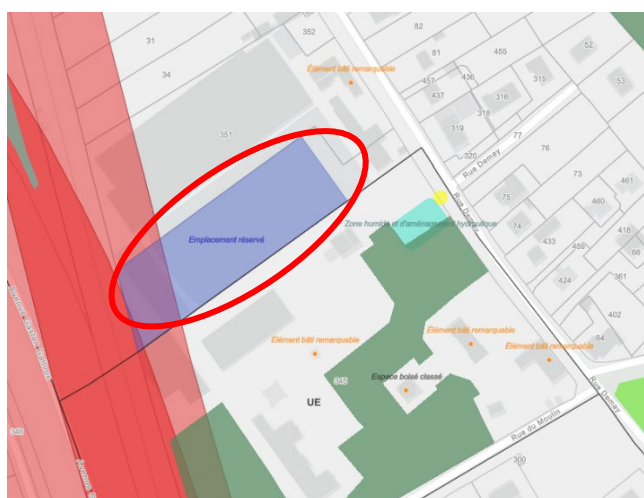 82
352
455
31
81
52
Élément bâti remarquable
34
457
436
315
53
437
316
318
351
319
77
320
Rue Demay
76
73
461
75
460
Emplacement réservé
Rue Demay
Zone humide et d'aménagement hydraulique
74
418
433
459
66
424
361
402
Élément bâti remarquable
Élément bâti remarquable
64
Élément bâti remarquable
345
Espace boisé classé
UE
Rue Demay
Rue du Moulin
346
300